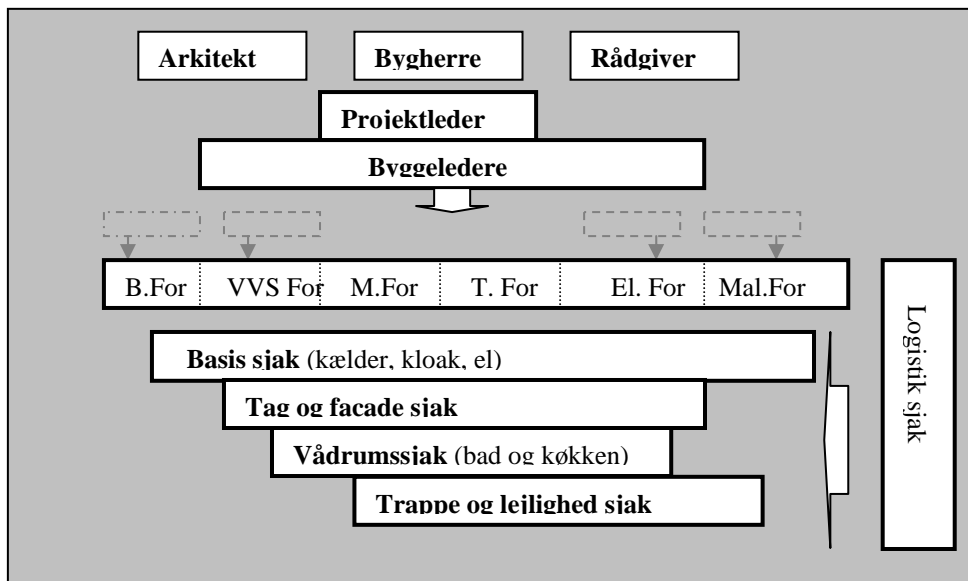 Arkitekt Bygherre Rådgiver
Projektleder
Byggeledere
B.For VVS For M.For T. For El. For Mal.For
Basis sjak (kælder, kloak, el)
Tag og facade sjak
Vådrumssjak (bad og køkken)
Trappe og lejlighed sjak
Logistik sjak